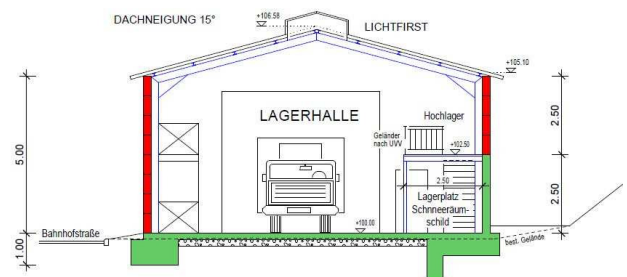 DACHNEIGUNG 15°
+106.58
LICHTFIRST
+105.10
LAGERHALLE
Hochlager
Geländer
nach UVV
+102.50
2.50
5.00
2.50
2.50
Lagerplatz
Schnneeräum-
schild
+100.00
Bahnhofstraße
best. Gelände
1.00